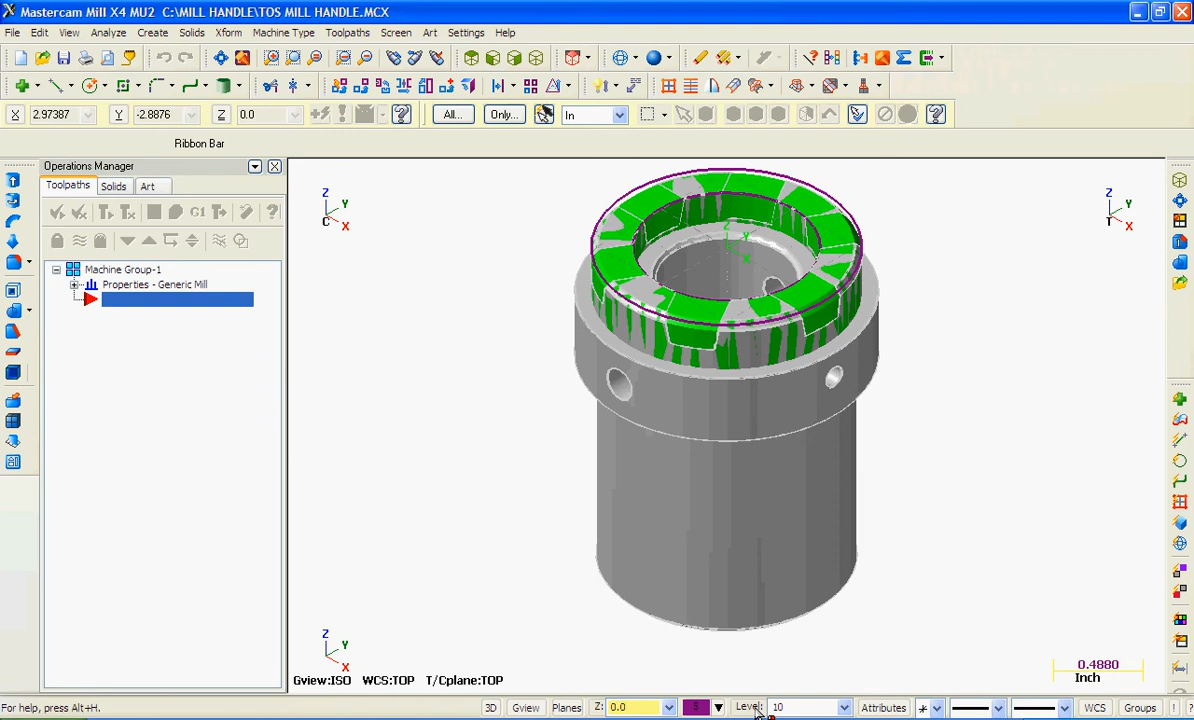 Mastercam Mill X4 MU2 C:\MILL HANDLE\TOS MILL HANDLE.MCX
File Edit View Analyze Create Solids Xform Machine Type Toolpaths Screen Art Settings Help
X 2.97387 Y -2.8876 Z 0.0 All... Only... In
Ribbon Bar
Operations Manager
Toolpaths Solids Art
G1
Machine Group-1
Properties - Generic Mill
Z
Y
X
C
Z
Y
X
T
Z
Y
X
Z
Y
X
0.4880
Inch
Gview:ISO WCS:TOP T/Cplane:TOP
For help, press Alt+H.
3D Gview Planes Z: 0.0 5 Level: 10 Attributes WCS Groups ! ?